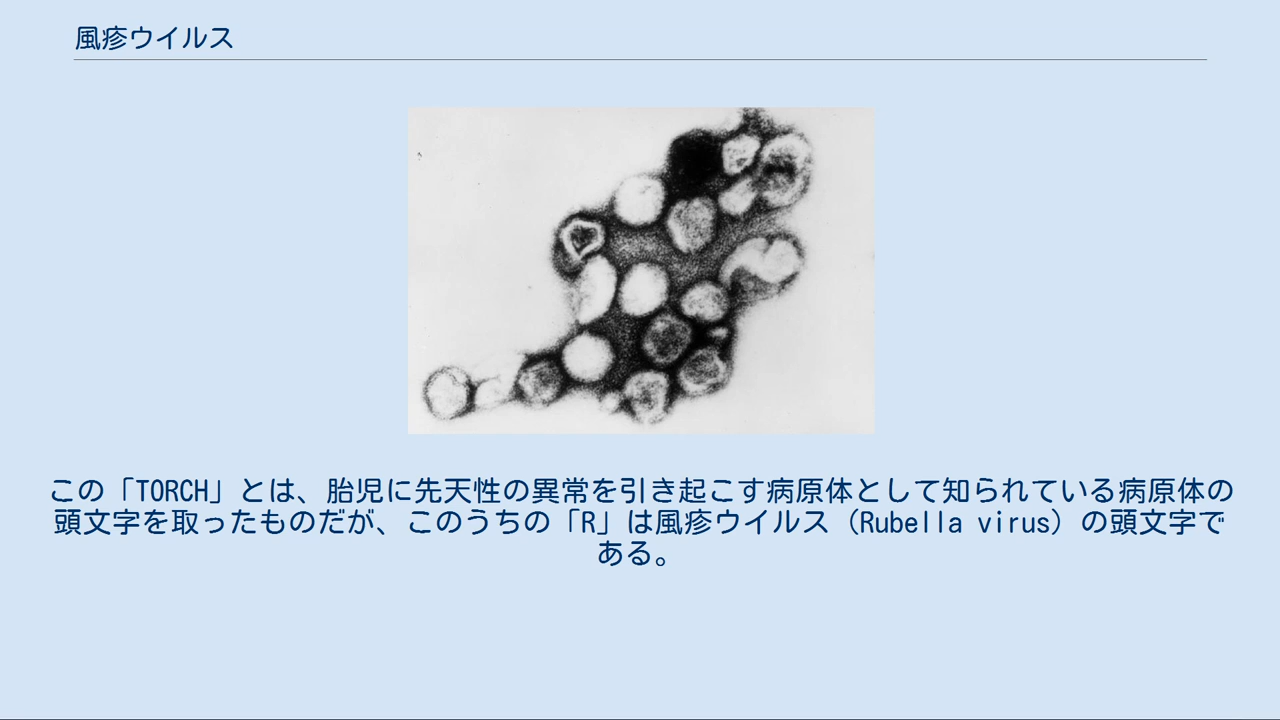 風疹ウイルス
この「TORCH」とは、胎児に先天性の異常を引き起こす病原体として知られている病原体の
頭文字を取ったものだが、このうちの「R」は風疹ウイルス（Rubella virus）の頭文字で
ある。